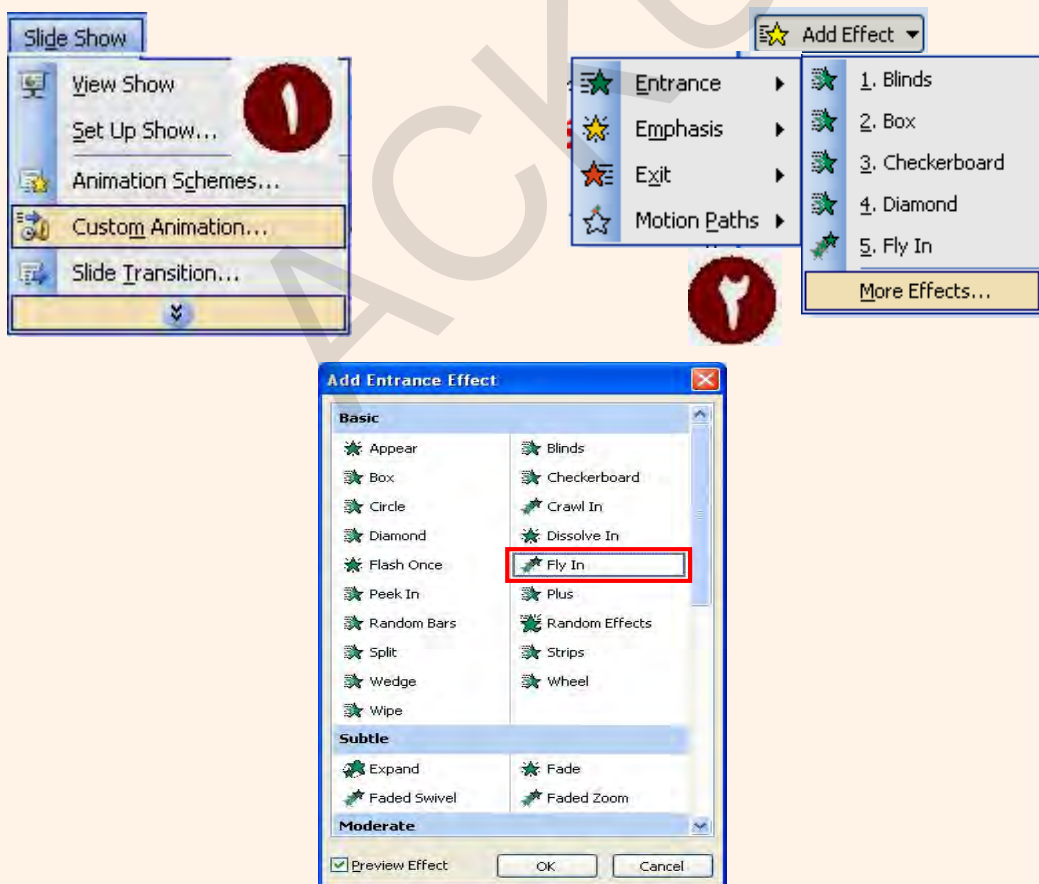 Slide Show
View Show
Set Up Show...
Animation Schemes...
Custom Animation...
Slide Transition...
۱
Add Effect
Entrance
Emphasis
Exit
Motion Paths
1. Blinds
2. Box
3. Checkerboard
4. Diamond
5. Fly In
More Effects...
۲
Add Entrance Effect
Basic
Appear Blinds
Box Checkerboard
Circle Crawl In
Diamond Dissolve In
Flash Once Fly In
Peek In Plus
Random Bars Random Effects
Split Strips
Wedge Wheel
Wipe
Subtle
Expand Fade
Faded Swivel Faded Zoom
Moderate
Preview Effect OK Cancel
ACKU